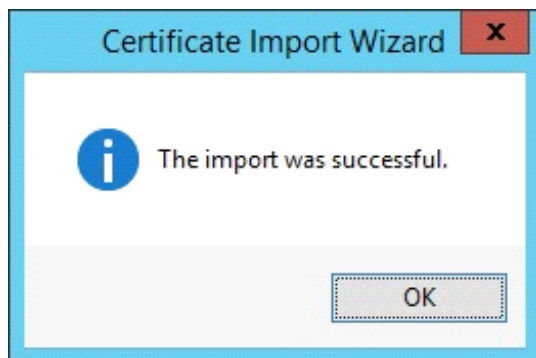 Certificate Import Wizard
x
The import was successful.
OK